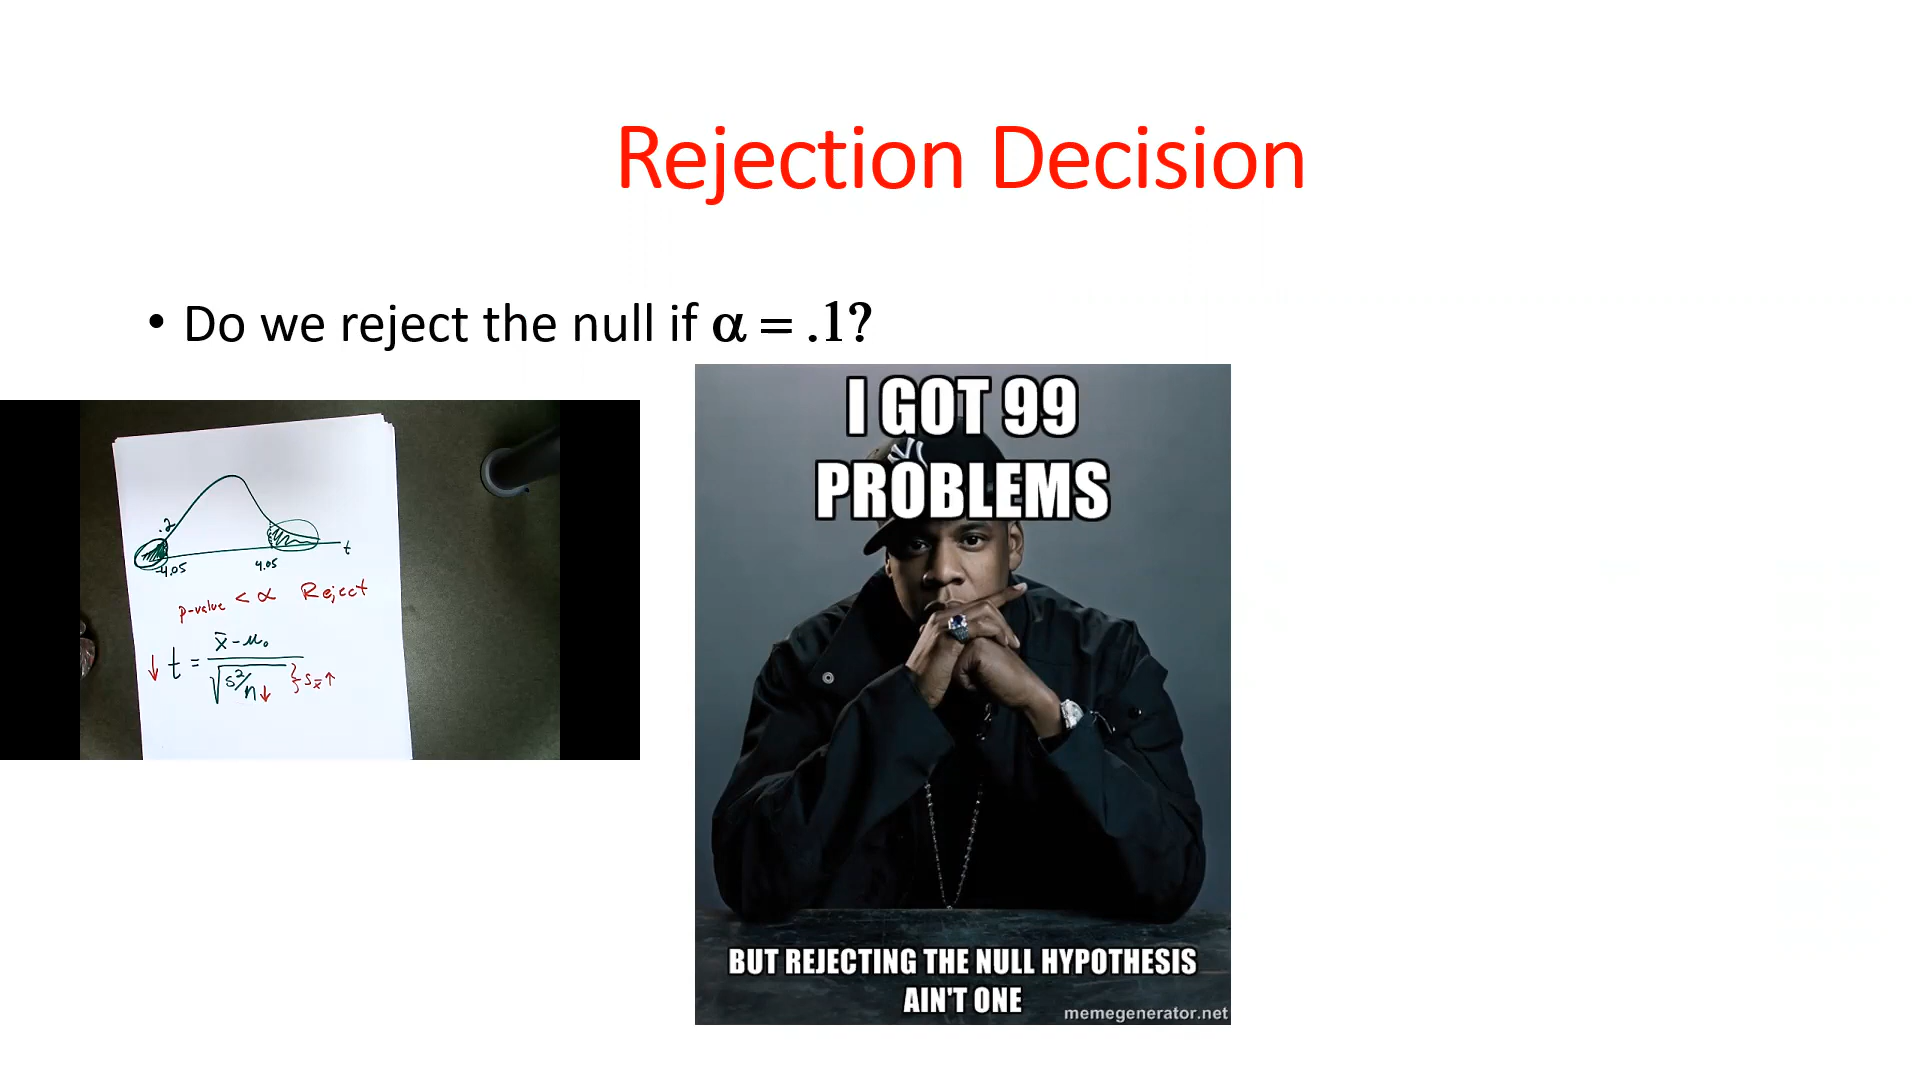 Rejection Decision
• Do we reject the null if α = .1?
.2
t
-4.05
4.05
p-value < α Reject
↓ t = x̄ - μ₀
√s²/n↓ } s x̄ ↑
I GOT 99
PROBLEMS
BUT REJECTING THE NULL HYPOTHESIS
AIN'T ONE
memegenerator.net